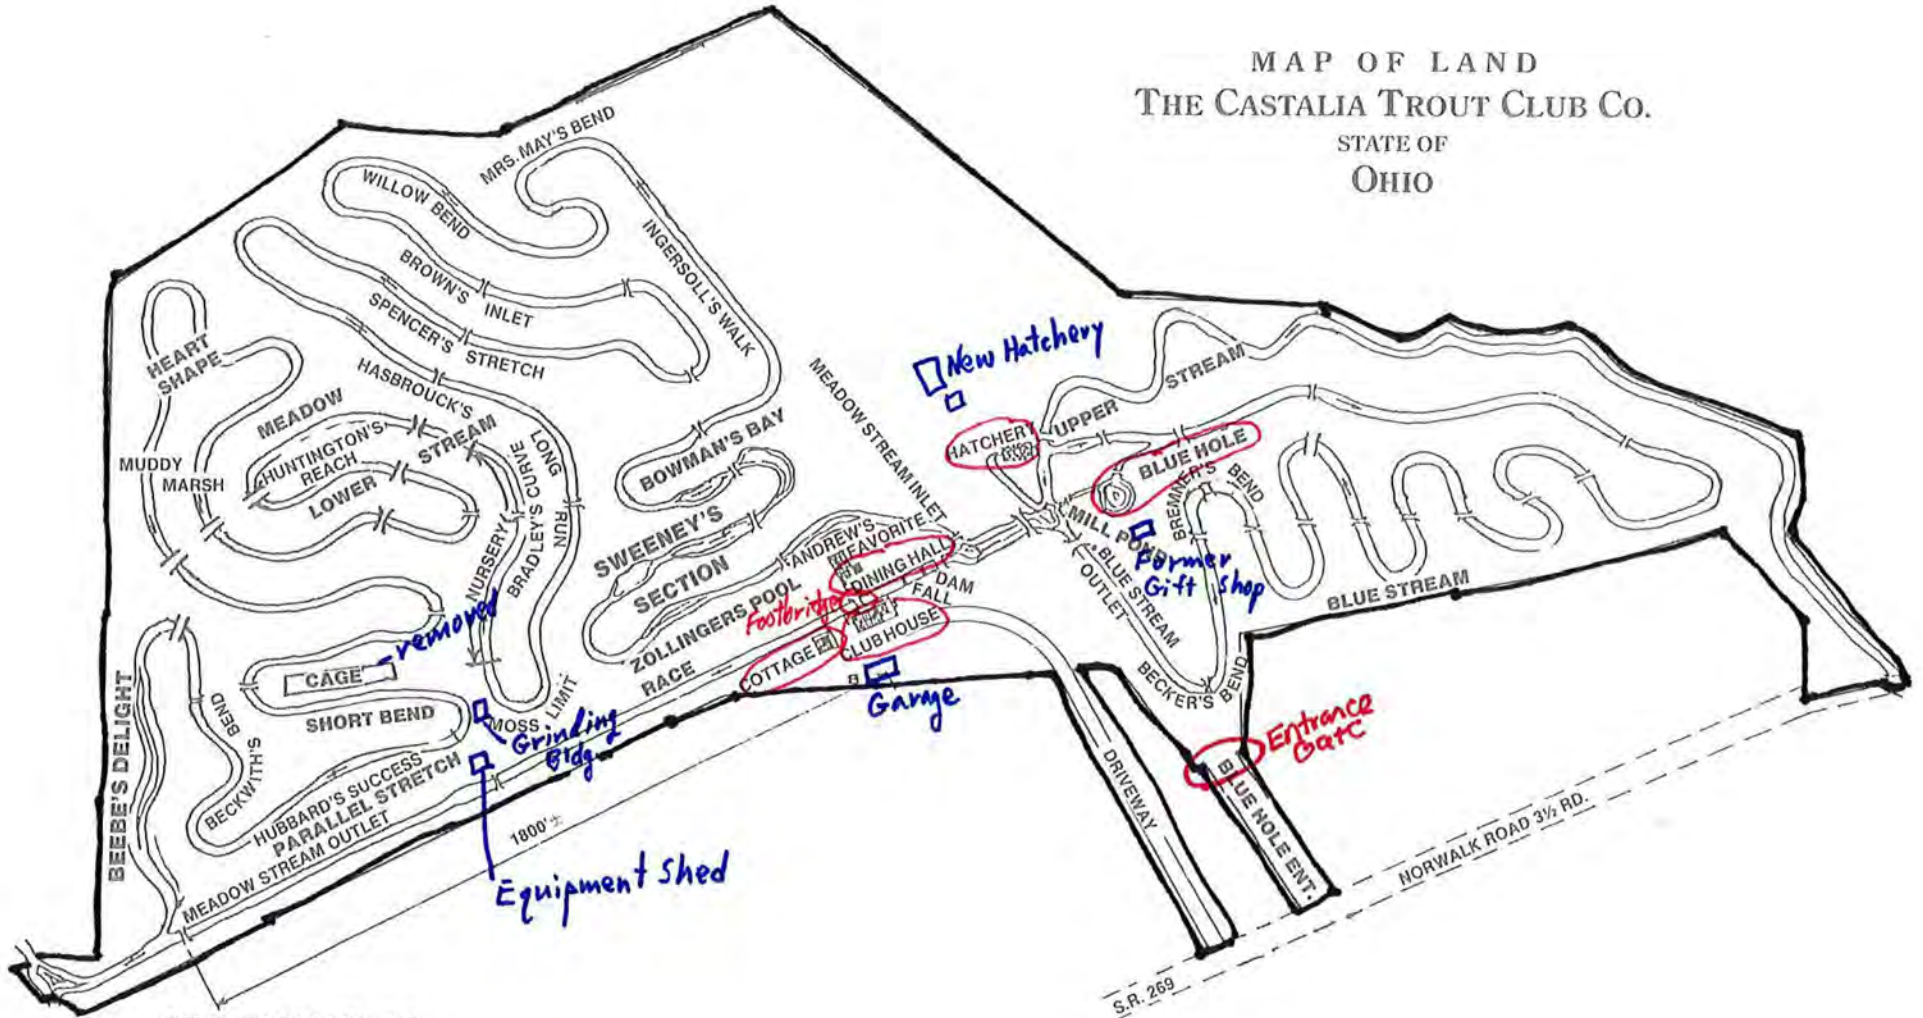 MAP OF LAND
THE CASTALIA TROUT CLUB CO.
STATE OF
OHIO
MRS. MAY'S BEND
WILLOW BEND
INGERSOLL'S WALK
BROWN'S
INLET
SPENCER'S STRETCH
HASBROUCK'S
LONG
RUN
HEART
SHAPE
MEADOW
STREAM
HUNTINGTON'S
REACH
LOWER
MUDDY
MARSH
NURSERY
BRADLEY'S CURVE
BOWMAN'S BAY
SWEENEY'S
SECTION
MEADOW STREAM INLET
New Hatchery
HATCHERY
UPPER
STREAM
BLUE HOLE
BREMNER'S
BEND
MILL POND
Former
Gift Shop
BLUE STREAM
OUTLET
BLUE STREAM
ANDREW'S
FAVORITE
DINING HALL
DAM
FALL
ZOLLINGERS POOL
Footbridge
CLUB HOUSE
COTTAGE
RACE
B
Garage
BECKER'S BEND
Entrance
Gate
BLUE HOLE ENT.
DRIVEWAY
NORWALK ROAD 3½ RD.
S.R. 269
removed
CAGE
SHORT BEND
MOSS LIMIT
Grinding
Bldg
Equipment Shed
BEEBE'S DELIGHT
BECKWITH'S
BEND
HUBBARD'S SUCCESS
PARALLEL STRETCH
MEADOW STREAM OUTLET
1800'±